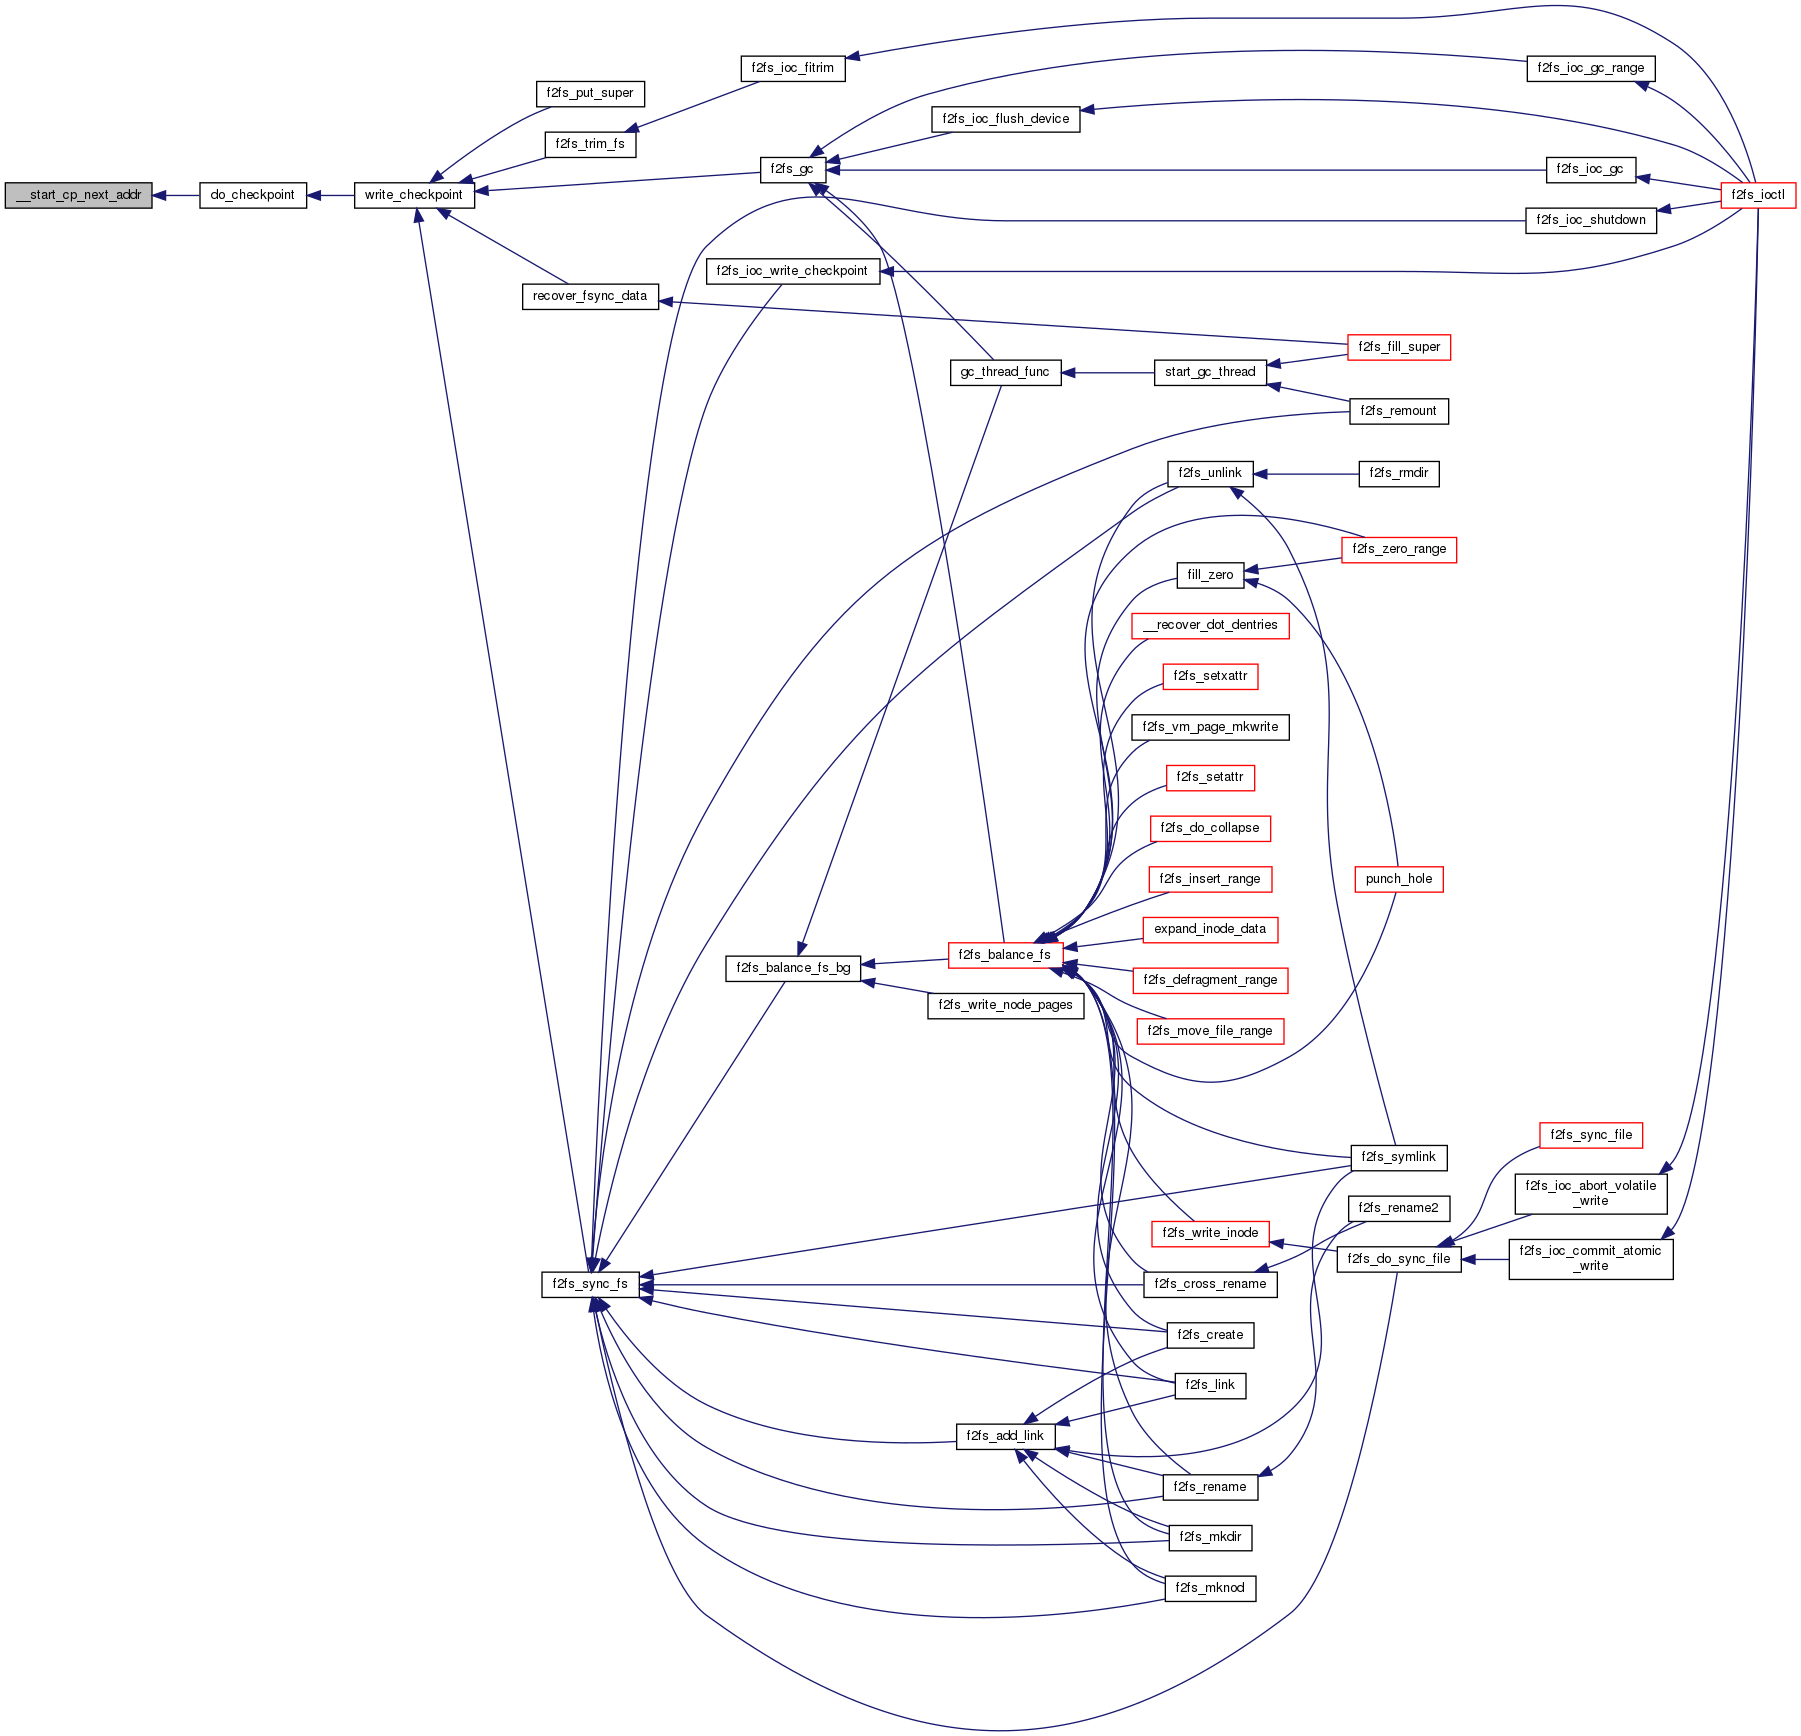 f2fs_ioc_fitrim
f2fs_ioc_gc_range
f2fs_put_super
f2fs_ioc_flush_device
f2fs_trim_fs
f2fs_gc
f2fs_ioc_gc
__start_cp_next_addr
do_checkpoint
write_checkpoint
f2fs_ioctl
f2fs_ioc_shutdown
f2fs_ioc_write_checkpoint
recover_fsync_data
f2fs_fill_super
gc_thread_func
start_gc_thread
f2fs_remount
f2fs_unlink
f2fs_rmdir
f2fs_zero_range
fill_zero
__recover_dot_dentries
f2fs_setxattr
f2fs_vm_page_mkwrite
f2fs_setattr
f2fs_do_collapse
f2fs_insert_range
punch_hole
expand_inode_data
f2fs_balance_fs
f2fs_balance_fs_bg
f2fs_defragment_range
f2fs_write_node_pages
f2fs_move_file_range
f2fs_sync_file
f2fs_symlink
f2fs_ioc_abort_volatile
_write
f2fs_rename2
f2fs_write_inode
f2fs_do_sync_file
f2fs_ioc_commit_atomic
_write
f2fs_sync_fs
f2fs_cross_rename
f2fs_create
f2fs_link
f2fs_add_link
f2fs_rename
f2fs_mkdir
f2fs_mknod